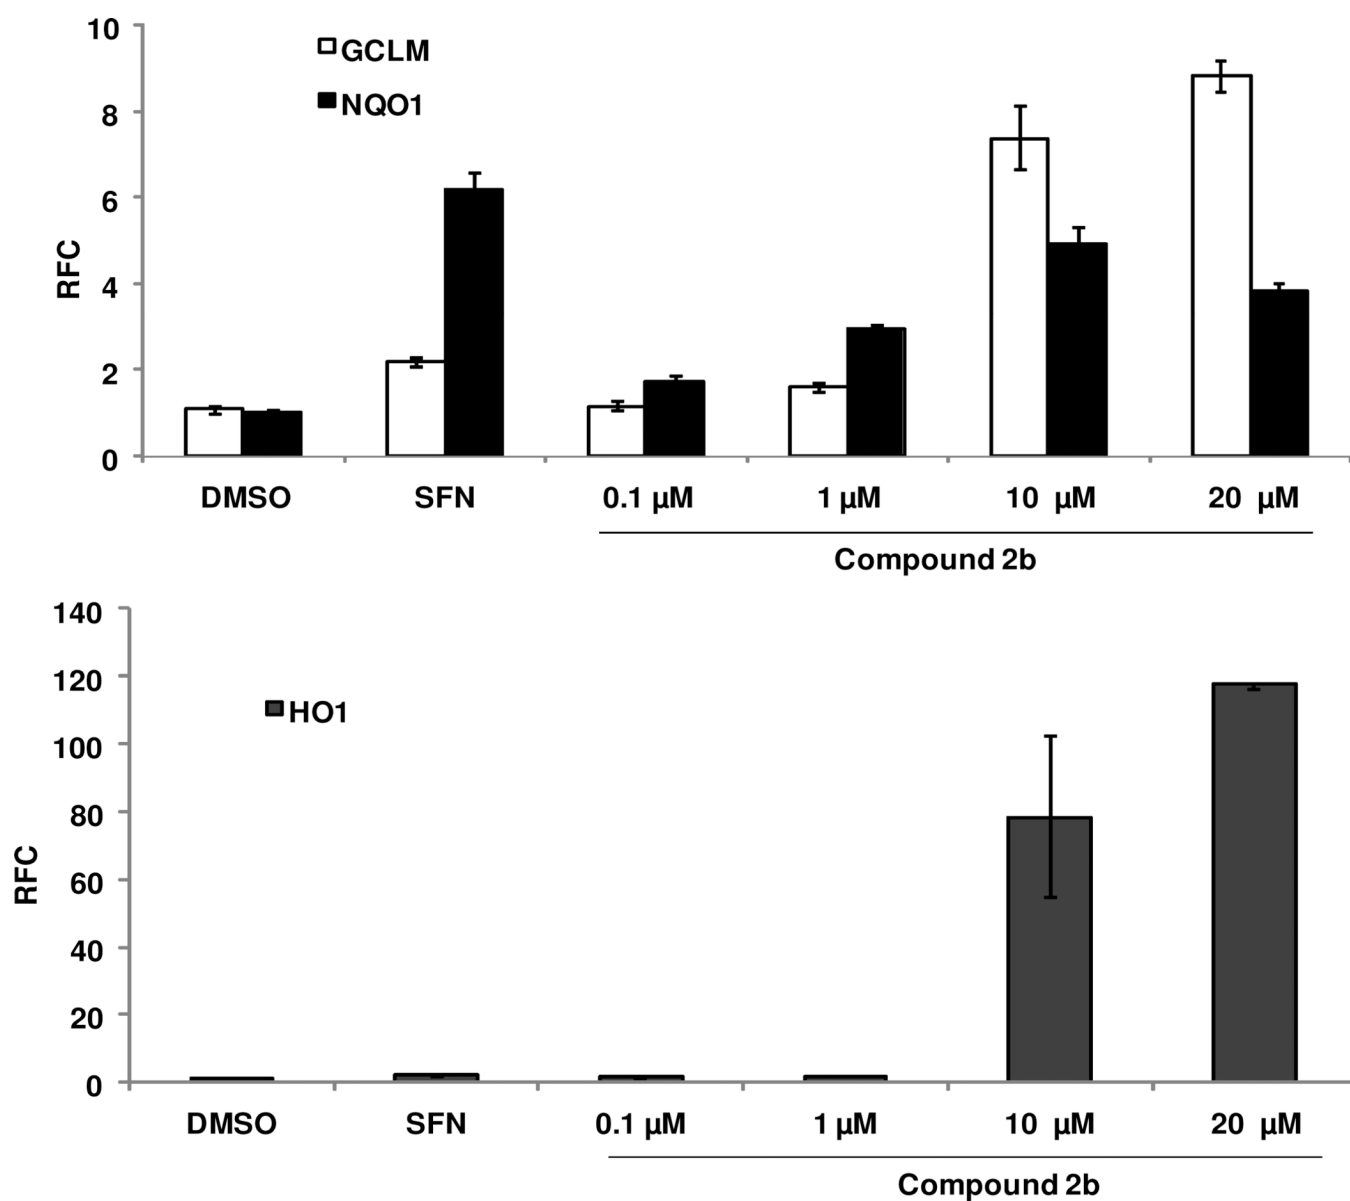 10
GCLM
NQO1
8
6
RFC
4
2
0
DMSO SFN 0.1 µM 1 µM 10 µM 20 µM
Compound 2b
140
120
HO1
100
80
RFC
60
40
20
0
DMSO SFN 0.1 µM 1 µM 10 µM 20 µM
Compound 2b